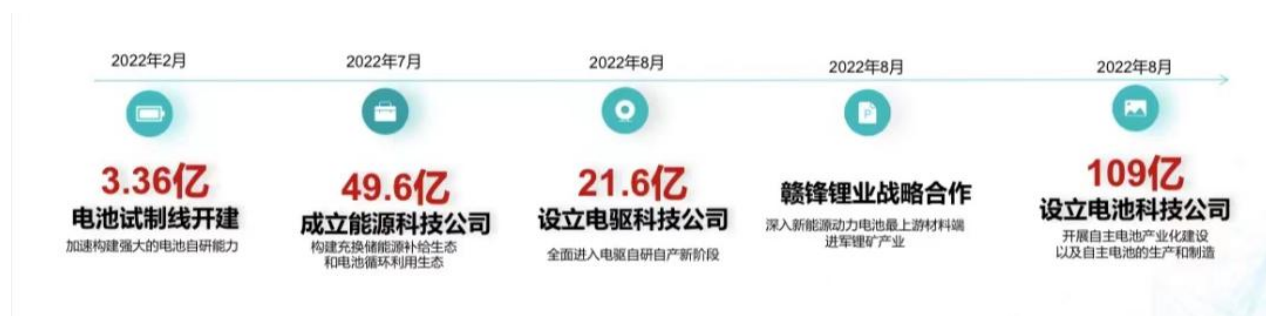 2022年2月
3.36亿
电池试制线开建
加速构建强大的电池自研能力
2022年7月
49.6亿
成立能源科技公司
构建充换储能源补给生态
和电池循环利用生态
2022年8月
21.6亿
设立电驱科技公司
全面进入电驱自研自产新阶段
2022年8月
P
赣锋锂业战略合作
深入新能源动力电池最上游材料端
进军锂矿产业
2022年8月
109亿
设立电池科技公司
开展自主电池产业化建设
以及自主电池的生产和制造